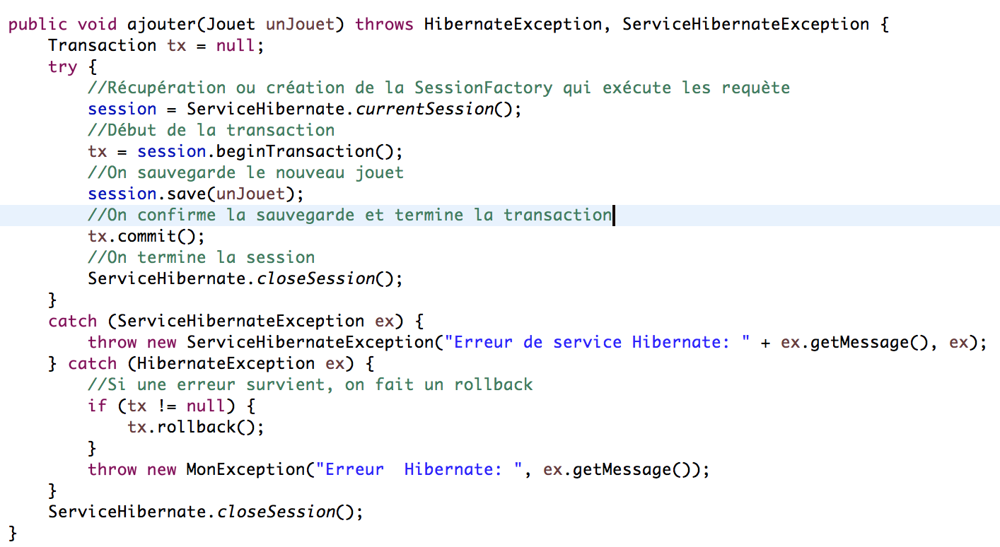 public void ajouter(Jouet unJouet) throws HibernateException, ServiceHibernateException {
    Transaction tx = null;
    try {
        //Récupération ou création de la SessionFactory qui exécute les requète
        session = ServiceHibernate.currentSession();
        //Début de la transaction
        tx = session.beginTransaction();
        //On sauvegarde le nouveau jouet
        session.save(unJouet);
        //On confirme la sauvegarde et termine la transaction
        tx.commit();
        //On termine la session
        ServiceHibernate.closeSession();
    }
    catch (ServiceHibernateException ex) {
        throw new ServiceHibernateException("Erreur de service Hibernate: " + ex.getMessage(), ex);
    } catch (HibernateException ex) {
        //Si une erreur survient, on fait un rollback
        if (tx != null) {
            tx.rollback();
        }
        throw new MonException("Erreur  Hibernate: ", ex.getMessage());
    }
    ServiceHibernate.closeSession();
}